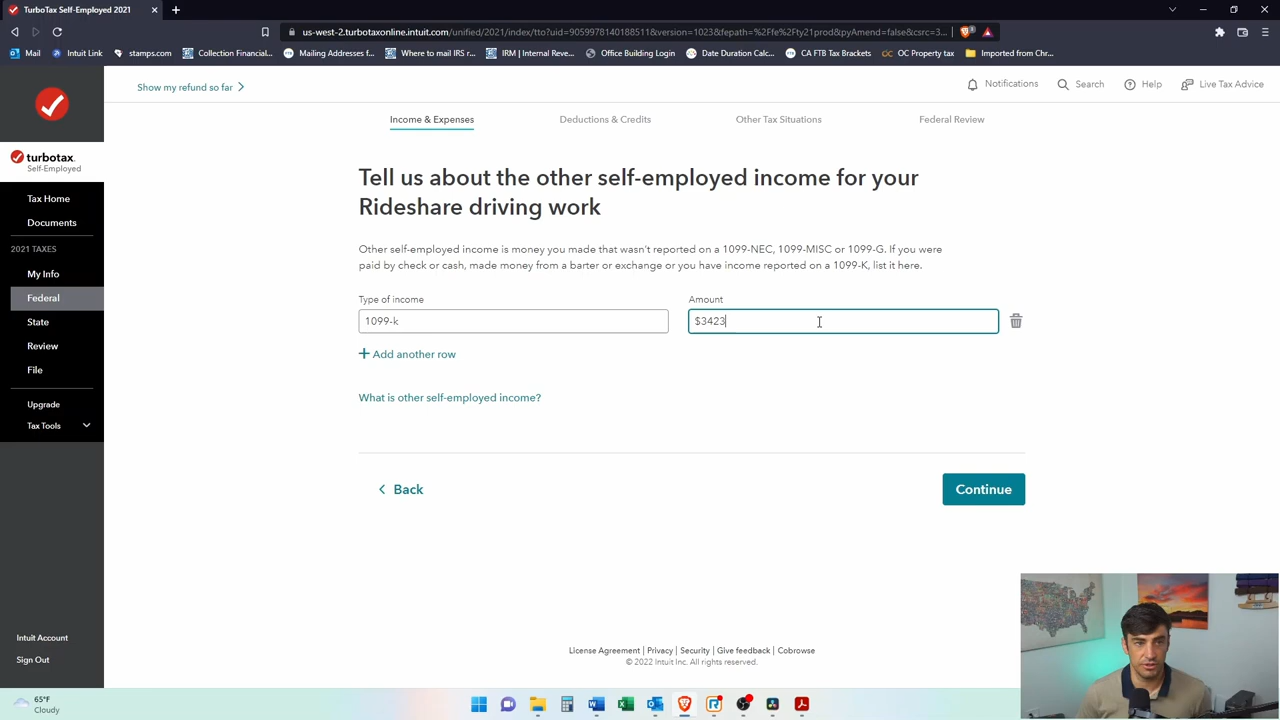 TurboTax Self-Employed 2021
us-west-2.turbotaxonline.intuit.com/unified/2021/index/tto?uid=9059978140188511&version=1023&fepath=%2Ffe%2Fty21prod&pyAmend=false&csrc=3...
Mail
Intuit Link
stamps.com
Collection Financial...
Mailing Addresses f...
Where to mail IRS r...
IRM | Internal Reve...
Office Building Login
Date Duration Calc...
CA FTB Tax Brackets
OC Property tax
Imported from Chr...
Show my refund so far
Notifications
Search
Help
Live Tax Advice
turbotax
Self-Employed
Tax Home
Documents
2021 TAXES
My Info
Federal
State
Review
File
Upgrade
Tax Tools
Intuit Account
Sign Out
Income & Expenses
Deductions & Credits
Other Tax Situations
Federal Review
Tell us about the other self-employed income for your
Rideshare driving work
Other self-employed income is money you made that wasn't reported on a 1099-NEC, 1099-MISC or 1099-G. If you were
paid by check or cash, made money from a barter or exchange or you have income reported on a 1099-K, list it here.
Type of income
Amount
1099-k
$3423
+ Add another row
What is other self-employed income?
Back
Continue
License Agreement | Privacy | Security | Give feedback | Cobrowse
© 2022 Intuit Inc. All rights reserved.
65°F
Cloudy